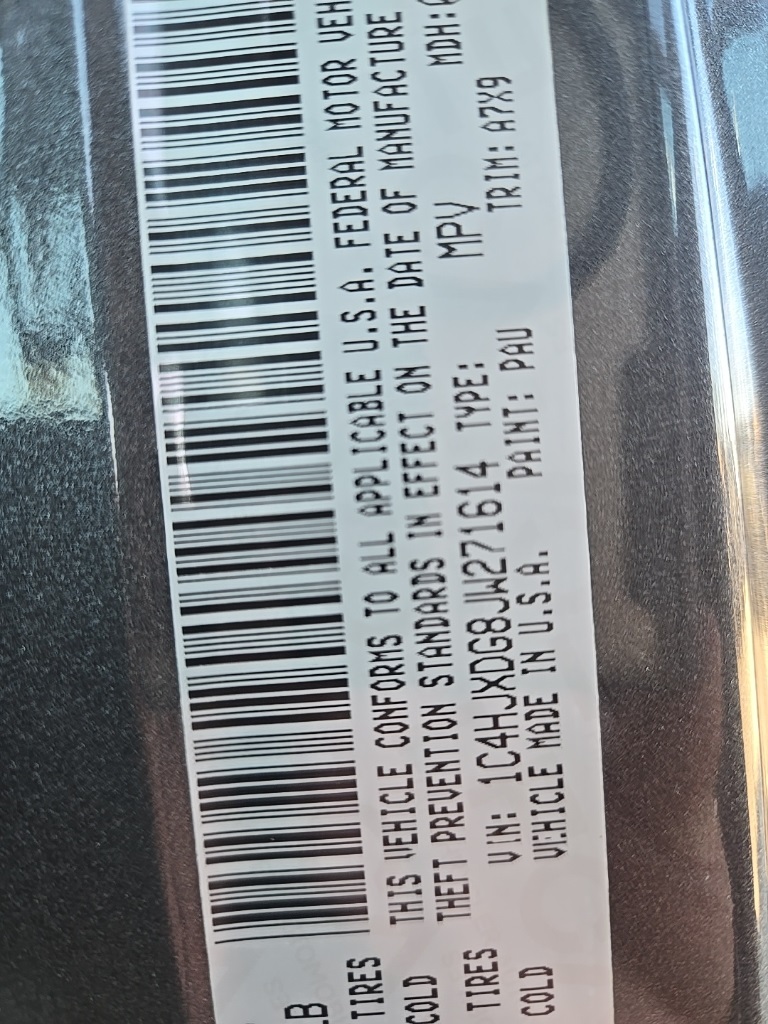 LB
TIRES
COLD
TIRES
COLD
THIS VEHICLE CONFORMS TO ALL APPLICABLE U.S.A. FEDERAL MOTOR VEH
THEFT PREVENTION STANDARDS IN EFFECT ON THE DATE OF MANUFACTURE
VIN: 1C4HJXDG8JW271614 TYPE: MPV MDH:
VEHICLE MADE IN U.S.A. PAINT: PAU TRIM: A7X9